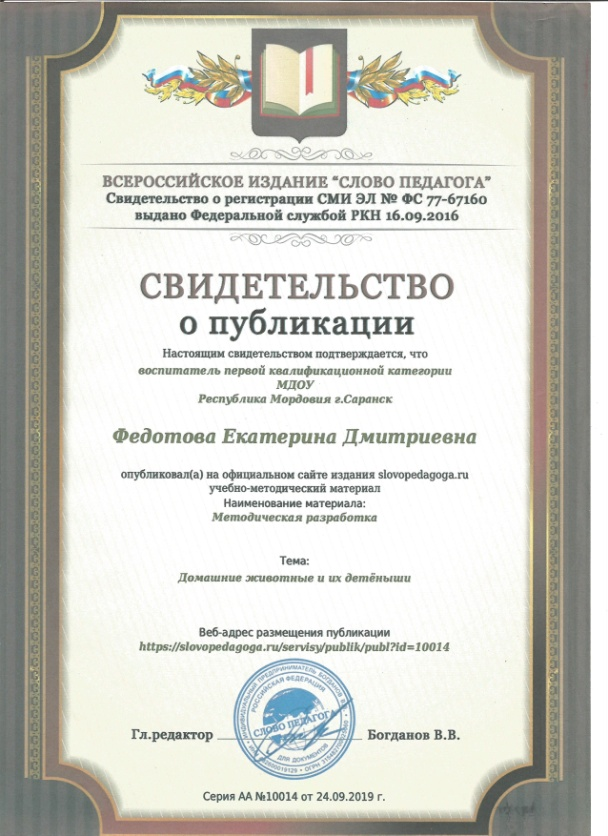 ВСЕРОССИЙСКОЕ ИЗДАНИЕ "СЛОВО ПЕДАГОГА"
Свидетельство о регистрации СМИ ЭЛ № ФС 77-67160
выдано Федеральной службой РКН 16.09.2016
СВИДЕТЕЛЬСТВО
о публикации
Настоящим свидетельством подтверждается, что
воспитатель первой квалификационной категории
МДОУ
Республика Мордовия г.Саранск
Федотова Екатерина Дмитриевна
опубликовал(а) на официальном сайте издания slovopedagoga.ru
учебно-методический материал
Наименование материала:
Методическая разработка
Тема:
Домашние животные и их детёныши
Веб-адрес размещения публикации
https://slovopedagoga.ru/servisy/publik/publ?id=10014
РОССИЙСКАЯ ФЕДЕРАЦИЯ
СЛОВО ПЕДАГОГА
ДЛЯ ДОКУМЕНТОВ
Гл.редактор Богданов В.В.
Серия АА №10014 от 24.09.2019 г.